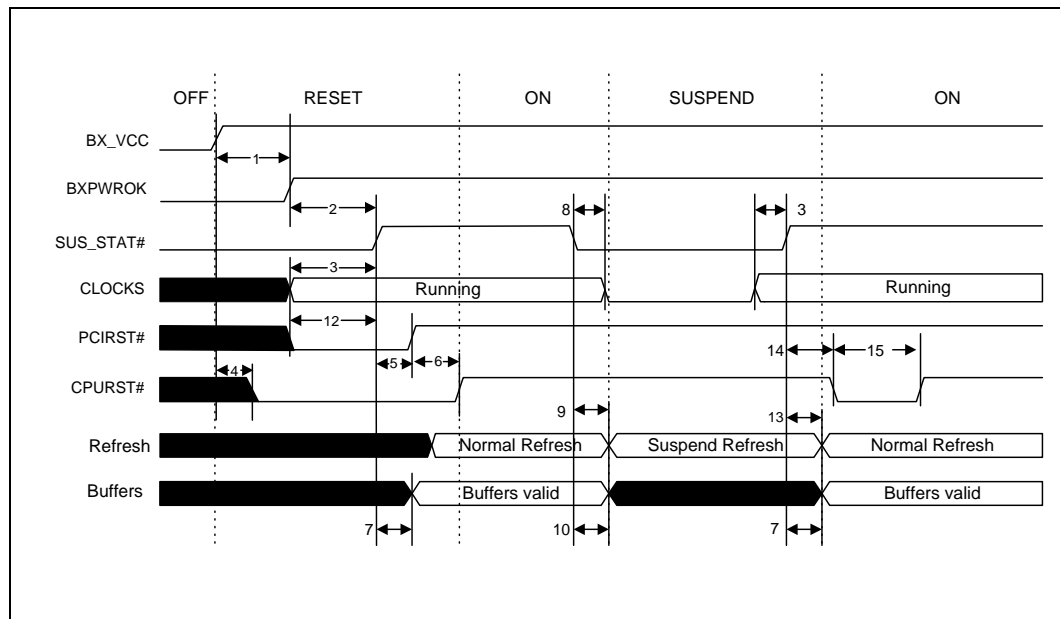 OFF RESET ON SUSPEND ON
BX_VCC
1
BXPWROK
2 8 3
SUS_STAT#
3
CLOCKS Running Running
12
PCIRST#
5 6 14 15
4
CPURST#
9 13
Refresh Normal Refresh Suspend Refresh Normal Refresh
Buffers Buffers valid Buffers valid
7 10 7